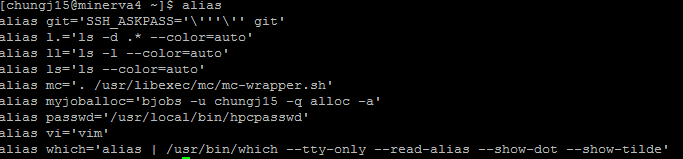 [chungj15@minerva4 ~]$ alias
alias git='SSH_ASKPASS='\'''\'' git'
alias l.='ls -d .* --color=auto'
alias ll='ls -l --color=auto'
alias ls='ls --color=auto'
alias mc='. /usr/libexec/mc/mc-wrapper.sh'
alias myjoballoc='bjobs -u chungj15 -q alloc -a'
alias passwd='/usr/local/bin/hpcpasswd'
alias vi='vim'
alias which='alias | /usr/bin/which --tty-only --read-alias --show-dot --show-tilde'